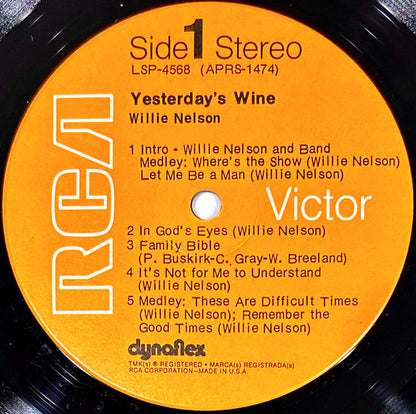 Side 1 Stereo
LSP-4568 (APRS-1474)
Yesterday's Wine
Willie Nelson
1 Intro - Willie Nelson and Band
Medley: Where's the Show (Willie Nelson)
Let Me Be a Man (Willie Nelson)
RCA
Victor
2 In God's Eyes (Willie Nelson)
3 Family Bible
(P. Buskirk-C. Gray-W. Breeland)
4 It's Not for Me to Understand
(Willie Nelson)
5 Medley: These Are Difficult Times
(Willie Nelson); Remember the
Good Times (Willie Nelson)
dynaflex
TMK(s) ® REGISTERED • MARCA(s) REGISTRADA(s)
RCA CORPORATION—MADE IN U.S.A.